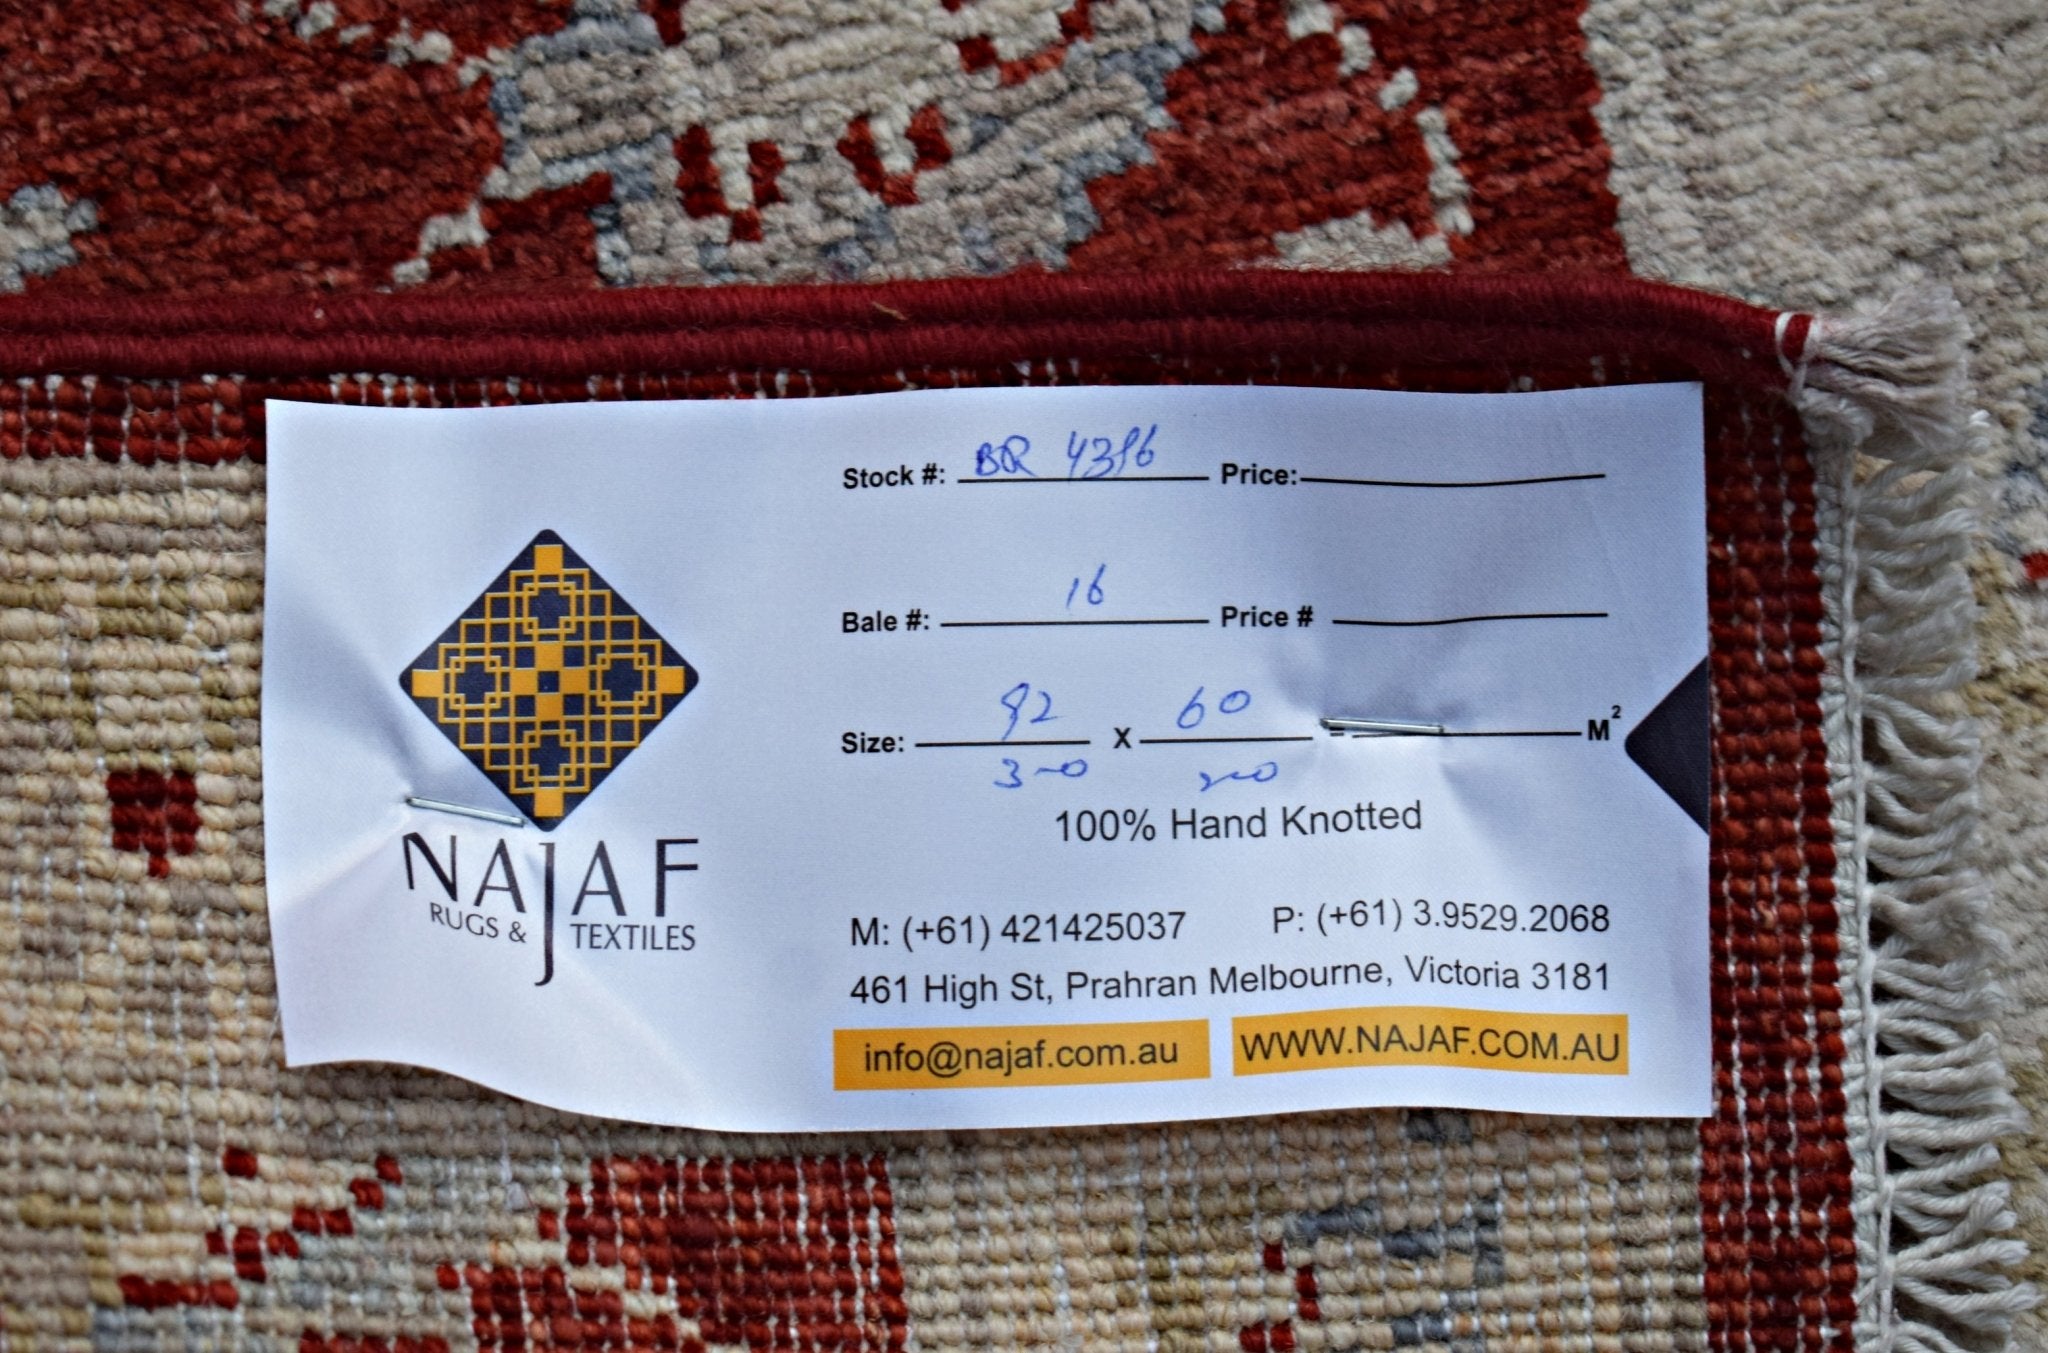 NAJAF
RUGS & TEXTILES
Stock #: BR 4396 Price:
Bale #: 16 Price #
Size: 92 X 60 = M²
3-0 2-0
100% Hand Knotted
M: (+61) 421425037 P: (+61) 3.9529.2068
461 High St, Prahran Melbourne, Victoria 3181
info@najaf.com.au WWW.NAJAF.COM.AU